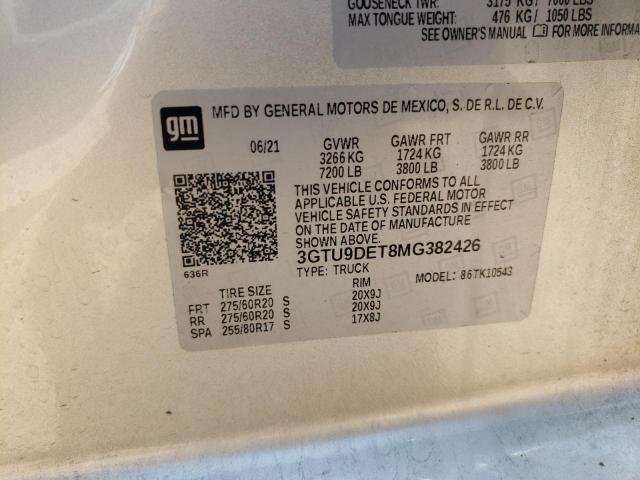 GOOSENECK TWR: 3175 KG / 7000 LBS
MAX TONGUE WEIGHT: 476 KG / 1050 LBS
SEE OWNER'S MANUAL FOR MORE INFORMA
gm
MFD BY GENERAL MOTORS DE MEXICO, S. DE R.L. DE C.V.
06/21 GVWR GAWR FRT GAWR RR
3266 KG 1724 KG 1724 KG
7200 LB 3800 LB 3800 LB
THIS VEHICLE CONFORMS TO ALL
APPLICABLE U.S. FEDERAL MOTOR
VEHICLE SAFETY STANDARDS IN EFFECT
ON THE DATE OF MANUFACTURE SHOWN ABOVE.
3GTU9DET8MG382426
636R
TYPE: TRUCK MODEL: 86TK10543
TIRE SIZE RIM
FRT 275/60R20 S 20X9J
RR 275/60R20 S 20X9J
SPA 255/80R17 S 17X8J